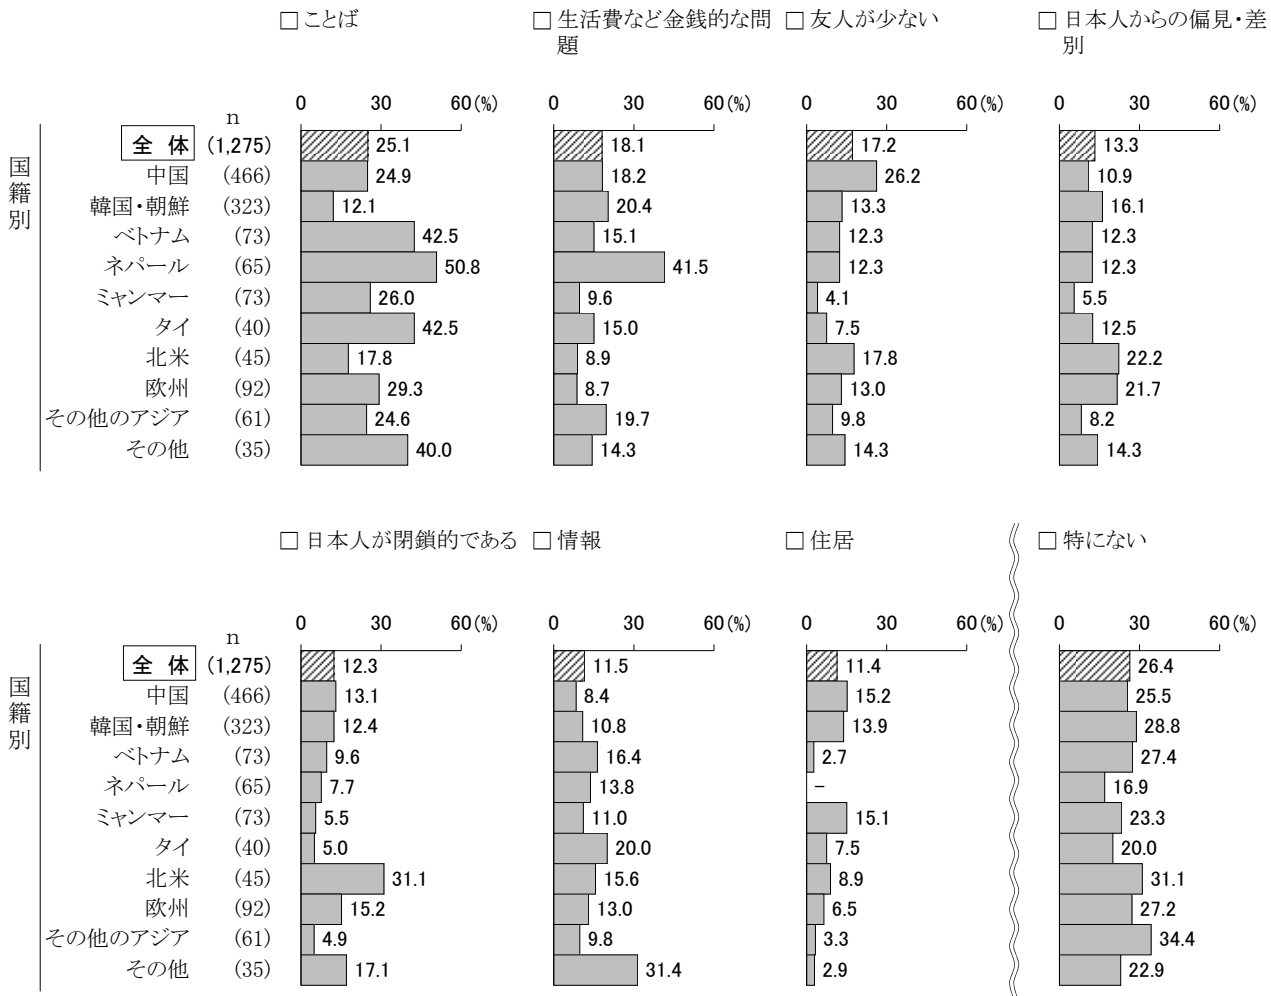 □ ことば □ 生活費など金銭的な問 □ 友人が少ない □ 日本人からの偏見・差
題 別
0 30 60(%) 0 30 60(%) 0 30 60(%) 0 30 60(%)
n
国籍別
全 体 (1,275) 25.1 18.1 17.2 13.3
中国 (466) 24.9 18.2 26.2 10.9
韓国・朝鮮 (323) 12.1 20.4 13.3 16.1
ベトナム (73) 42.5 15.1 12.3 12.3
ネパール (65) 50.8 41.5 12.3 12.3
ミャンマー (73) 26.0 9.6 4.1 5.5
タイ (40) 42.5 15.0 7.5 12.5
北米 (45) 17.8 8.9 17.8 22.2
欧州 (92) 29.3 8.7 13.0 21.7
その他のアジア (61) 24.6 19.7 9.8 8.2
その他 (35) 40.0 14.3 14.3 14.3
□ 日本人が閉鎖的である □ 情報 □ 住居 □ 特にない
0 30 60(%) 0 30 60(%) 0 30 60(%) 0 30 60(%)
n
国籍別
全 体 (1,275) 12.3 11.5 11.4 26.4
中国 (466) 13.1 8.4 15.2 25.5
韓国・朝鮮 (323) 12.4 10.8 13.9 28.8
ベトナム (73) 9.6 16.4 2.7 27.4
ネパール (65) 7.7 13.8 − 16.9
ミャンマー (73) 5.5 11.0 15.1 23.3
タイ (40) 5.0 20.0 7.5 20.0
北米 (45) 31.1 15.6 8.9 31.1
欧州 (92) 15.2 13.0 6.5 27.2
その他のアジア (61) 4.9 9.8 3.3 34.4
その他 (35) 17.1 31.4 2.9 22.9